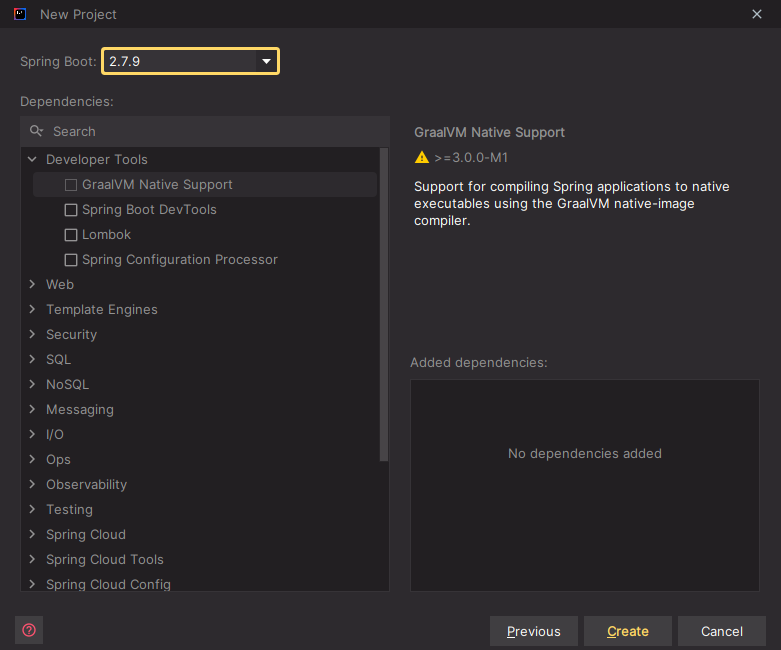 New Project
Spring Boot: 2.7.9
Dependencies:
Search
Developer Tools
GraalVM Native Support
Spring Boot DevTools
Lombok
Spring Configuration Processor
Web
Template Engines
Security
SQL
NoSQL
Messaging
I/O
Ops
Observability
Testing
Spring Cloud
Spring Cloud Tools
Spring Cloud Config
GraalVM Native Support
>=3.0.0-M1
Support for compiling Spring applications to native
executables using the GraalVM native-image
compiler.
Added dependencies:
No dependencies added
Previous
Create
Cancel